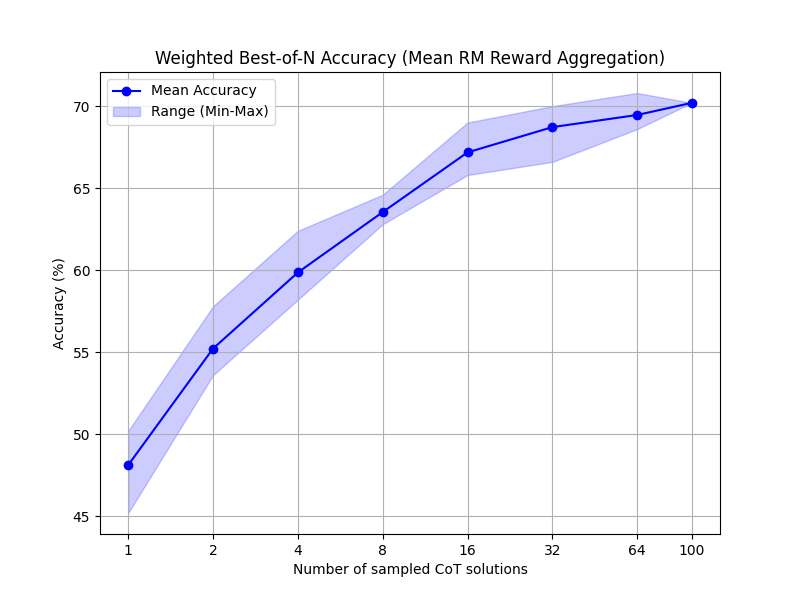 Weighted Best-of-N Accuracy (Mean RM Reward Aggregation)
Mean Accuracy
Range (Min-Max)
Accuracy (%)
70
65
60
55
50
45
1 2 4 8 16 32 64 100
Number of sampled CoT solutions